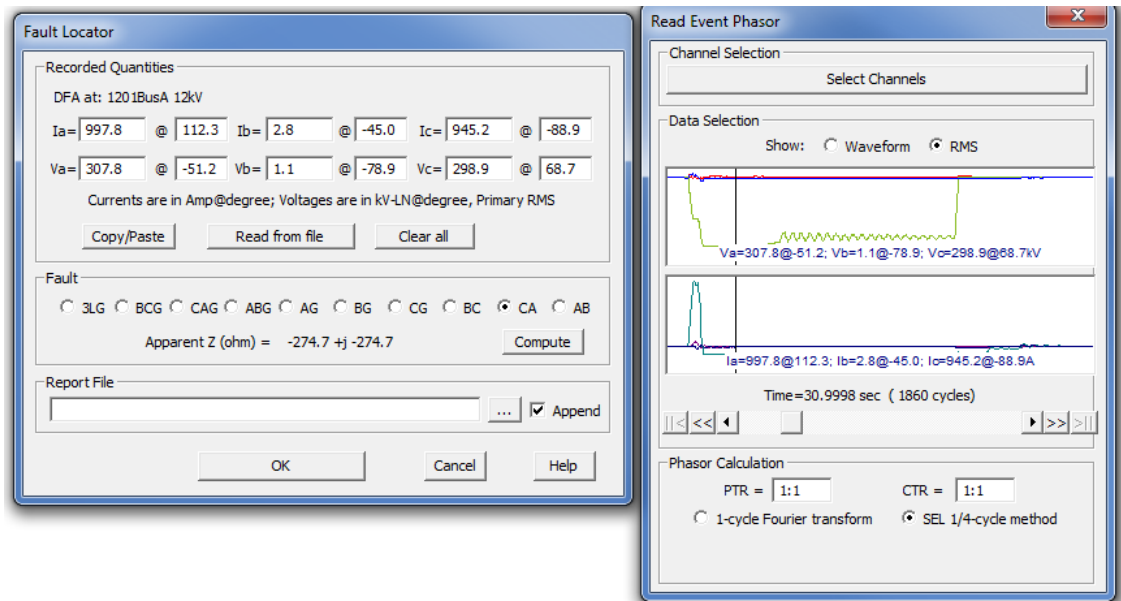 Fault Locator
Recorded Quantities
DFA at: 1201BusA 12kV
Ia= 997.8 @ 112.3 Ib= 2.8 @ -45.0 Ic= 945.2 @ -88.9
Va= 307.8 @ -51.2 Vb= 1.1 @ -78.9 Vc= 298.9 @ 68.7
Currents are in Amp@degree; Voltages are in kV-LN@degree, Primary RMS
Copy/Paste Read from file Clear all
Fault
3LG BCG CAG ABG AG BG CG BC CA AB
Apparent Z (ohm) = -274.7 +j -274.7 Compute
Report File
... Append
OK Cancel Help
Read Event Phasor
X
Channel Selection
Select Channels
Data Selection
Show: Waveform RMS
Va=307.8@-51.2; Vb=1.1@-78.9; Vc=298.9@68.7kV
Ia=997.8@112.3; Ib=2.8@-45.0; Ic=945.2@-88.9A
Time=30.9998 sec ( 1860 cycles)
||< << >> >||
Phasor Calculation
PTR = 1:1 CTR = 1:1
1-cycle Fourier transform SEL 1/4-cycle method